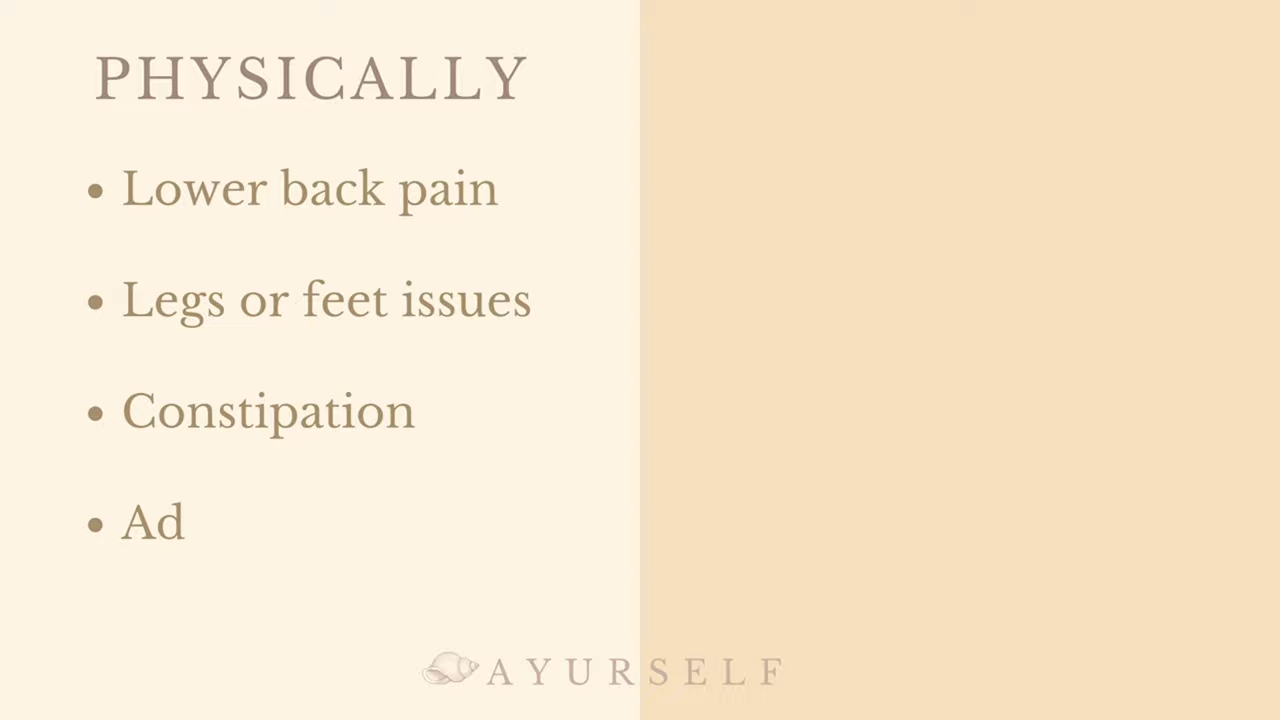 PHYSICALLY
• Lower back pain
• Legs or feet issues
• Constipation
• Ad
AYURSELF